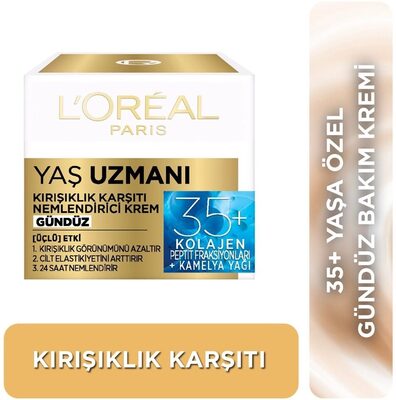 L'ORÉAL
PARIS
YAŞ UZMANI
KIRIŞIKLIK KARŞITI
NEMLENDİRİCİ KREM
GÜNDÜZ
[ÜÇLÜ] ETKİ
1. KIRIŞIKLIK GÖRÜNÜMÜNÜ AZALTIR
2. CİLT ELASTİKİYETİNİ ARTTIRIR
3. 24 SAAT NEMLENDİRİR
35+
KOLAJEN
PEPTİT FRAKSİYONLARI
+ KAMELYA YAĞI
KIRIŞIKLIK KARŞITI
35+ YAŞA ÖZEL
GÜNDÜZ BAKIM KREMİ